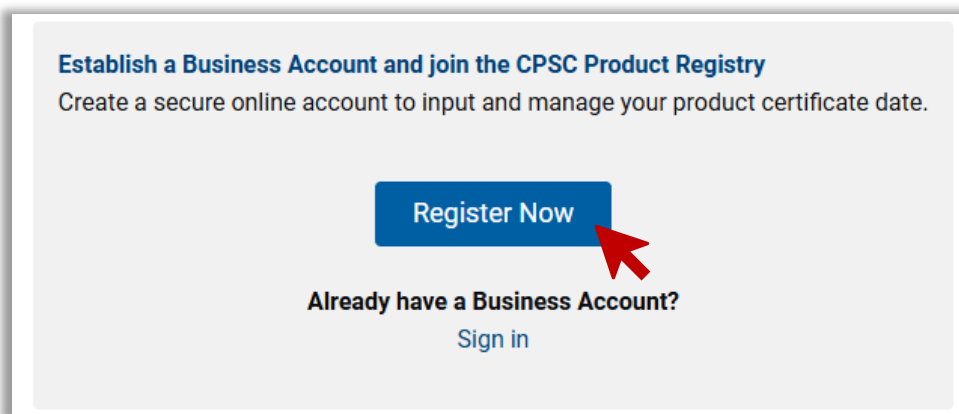 Establish a Business Account and join the CPSC Product Registry
Create a secure online account to input and manage your product certificate date.
Register Now
Already have a Business Account?
Sign in